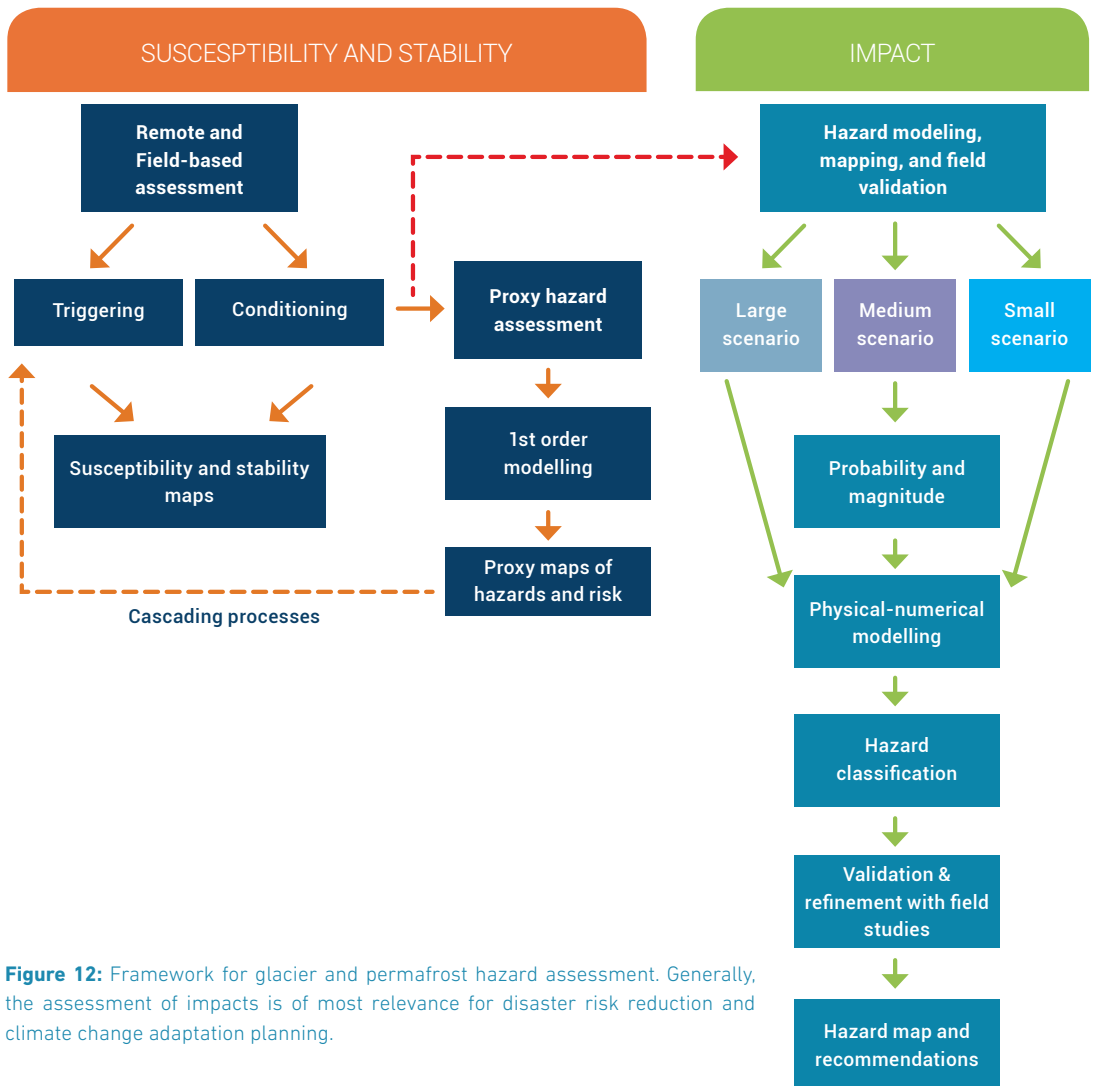 SUSCESPTIBILITY AND STABILITY
IMPACT
Remote and
Field-based
assessment
Triggering
Conditioning
Susceptibility and stability
maps
Proxy hazard
assessment
1st order
modelling
Proxy maps of
hazards and risk
Cascading processes
Hazard modeling,
mapping, and field
validation
Large
scenario
Medium
scenario
Small
scenario
Probability and
magnitude
Physical-numerical
modelling
Hazard
classification
Validation &
refinement with field
studies
Hazard map and
recommendations
Figure 12: Framework for glacier and permafrost hazard assessment. Generally,
the assessment of impacts is of most relevance for disaster risk reduction and
climate change adaptation planning.